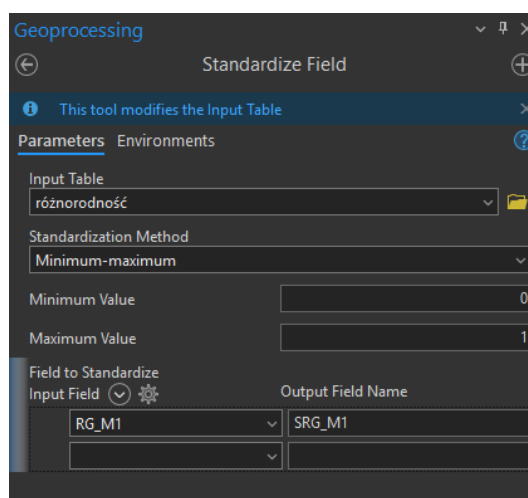 Geoprocessing
Standardize Field
This tool modifies the Input Table
Parameters Environments
Input Table
różnorodność
Standardization Method
Minimum-maximum
Minimum Value 0
Maximum Value 1
Field to Standardize
Input Field Output Field Name
RG_M1 SRG_M1